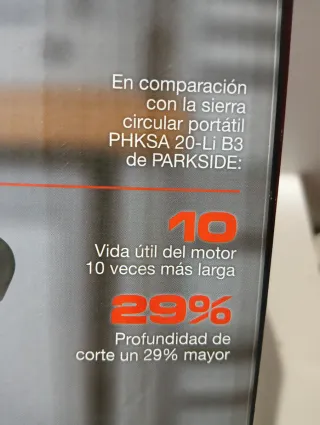 En comparación
con la sierra
circular portátil
PHKSA 20-Li B3
de PARKSIDE:
10
Vida útil del motor
10 veces más larga
29%
Profundidad de
corte un 29% mayor